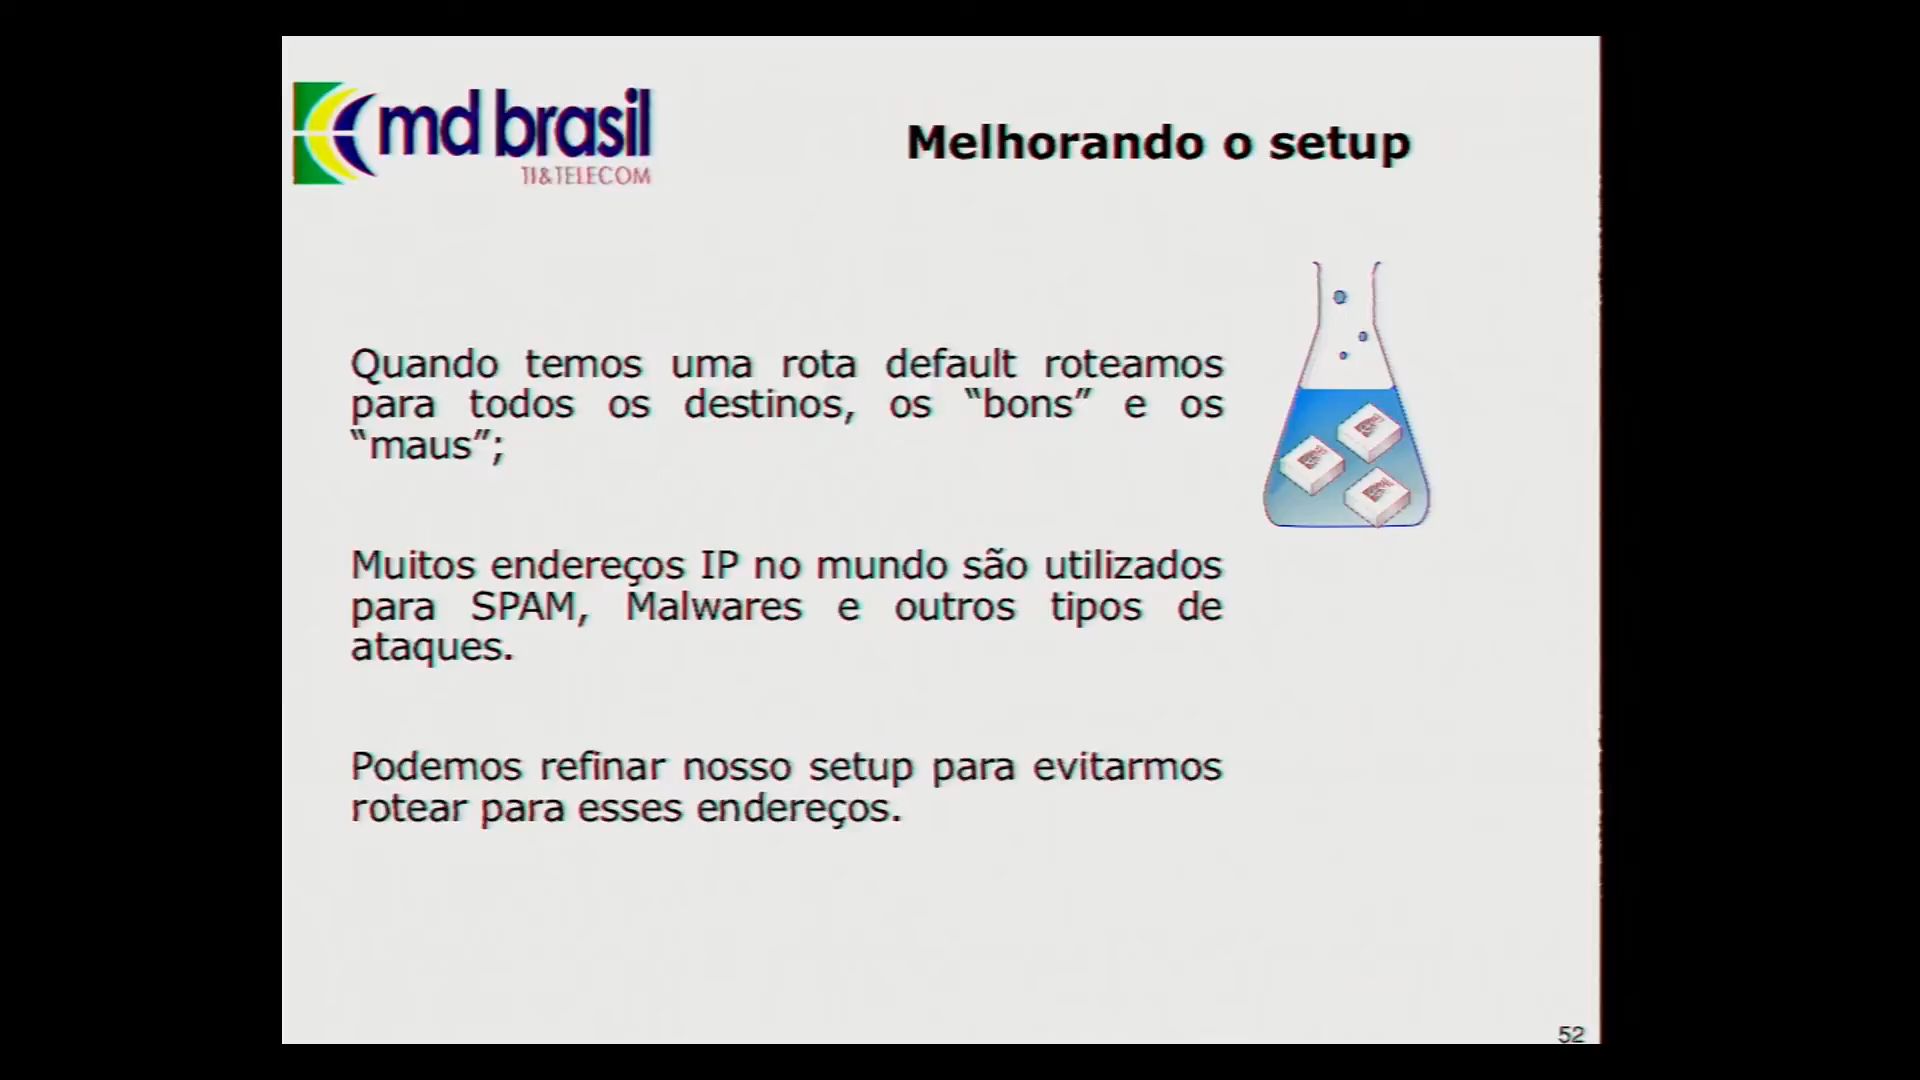 md brasil
TI&TELECOM
Melhorando o setup
Quando temos uma rota default roteamos
para todos os destinos, os “bons” e os
“maus”;
Muitos endereços IP no mundo são utilizados
para SPAM, Malwares e outros tipos de
ataques.
Podemos refinar nosso setup para evitarmos
rotear para esses endereços.
52